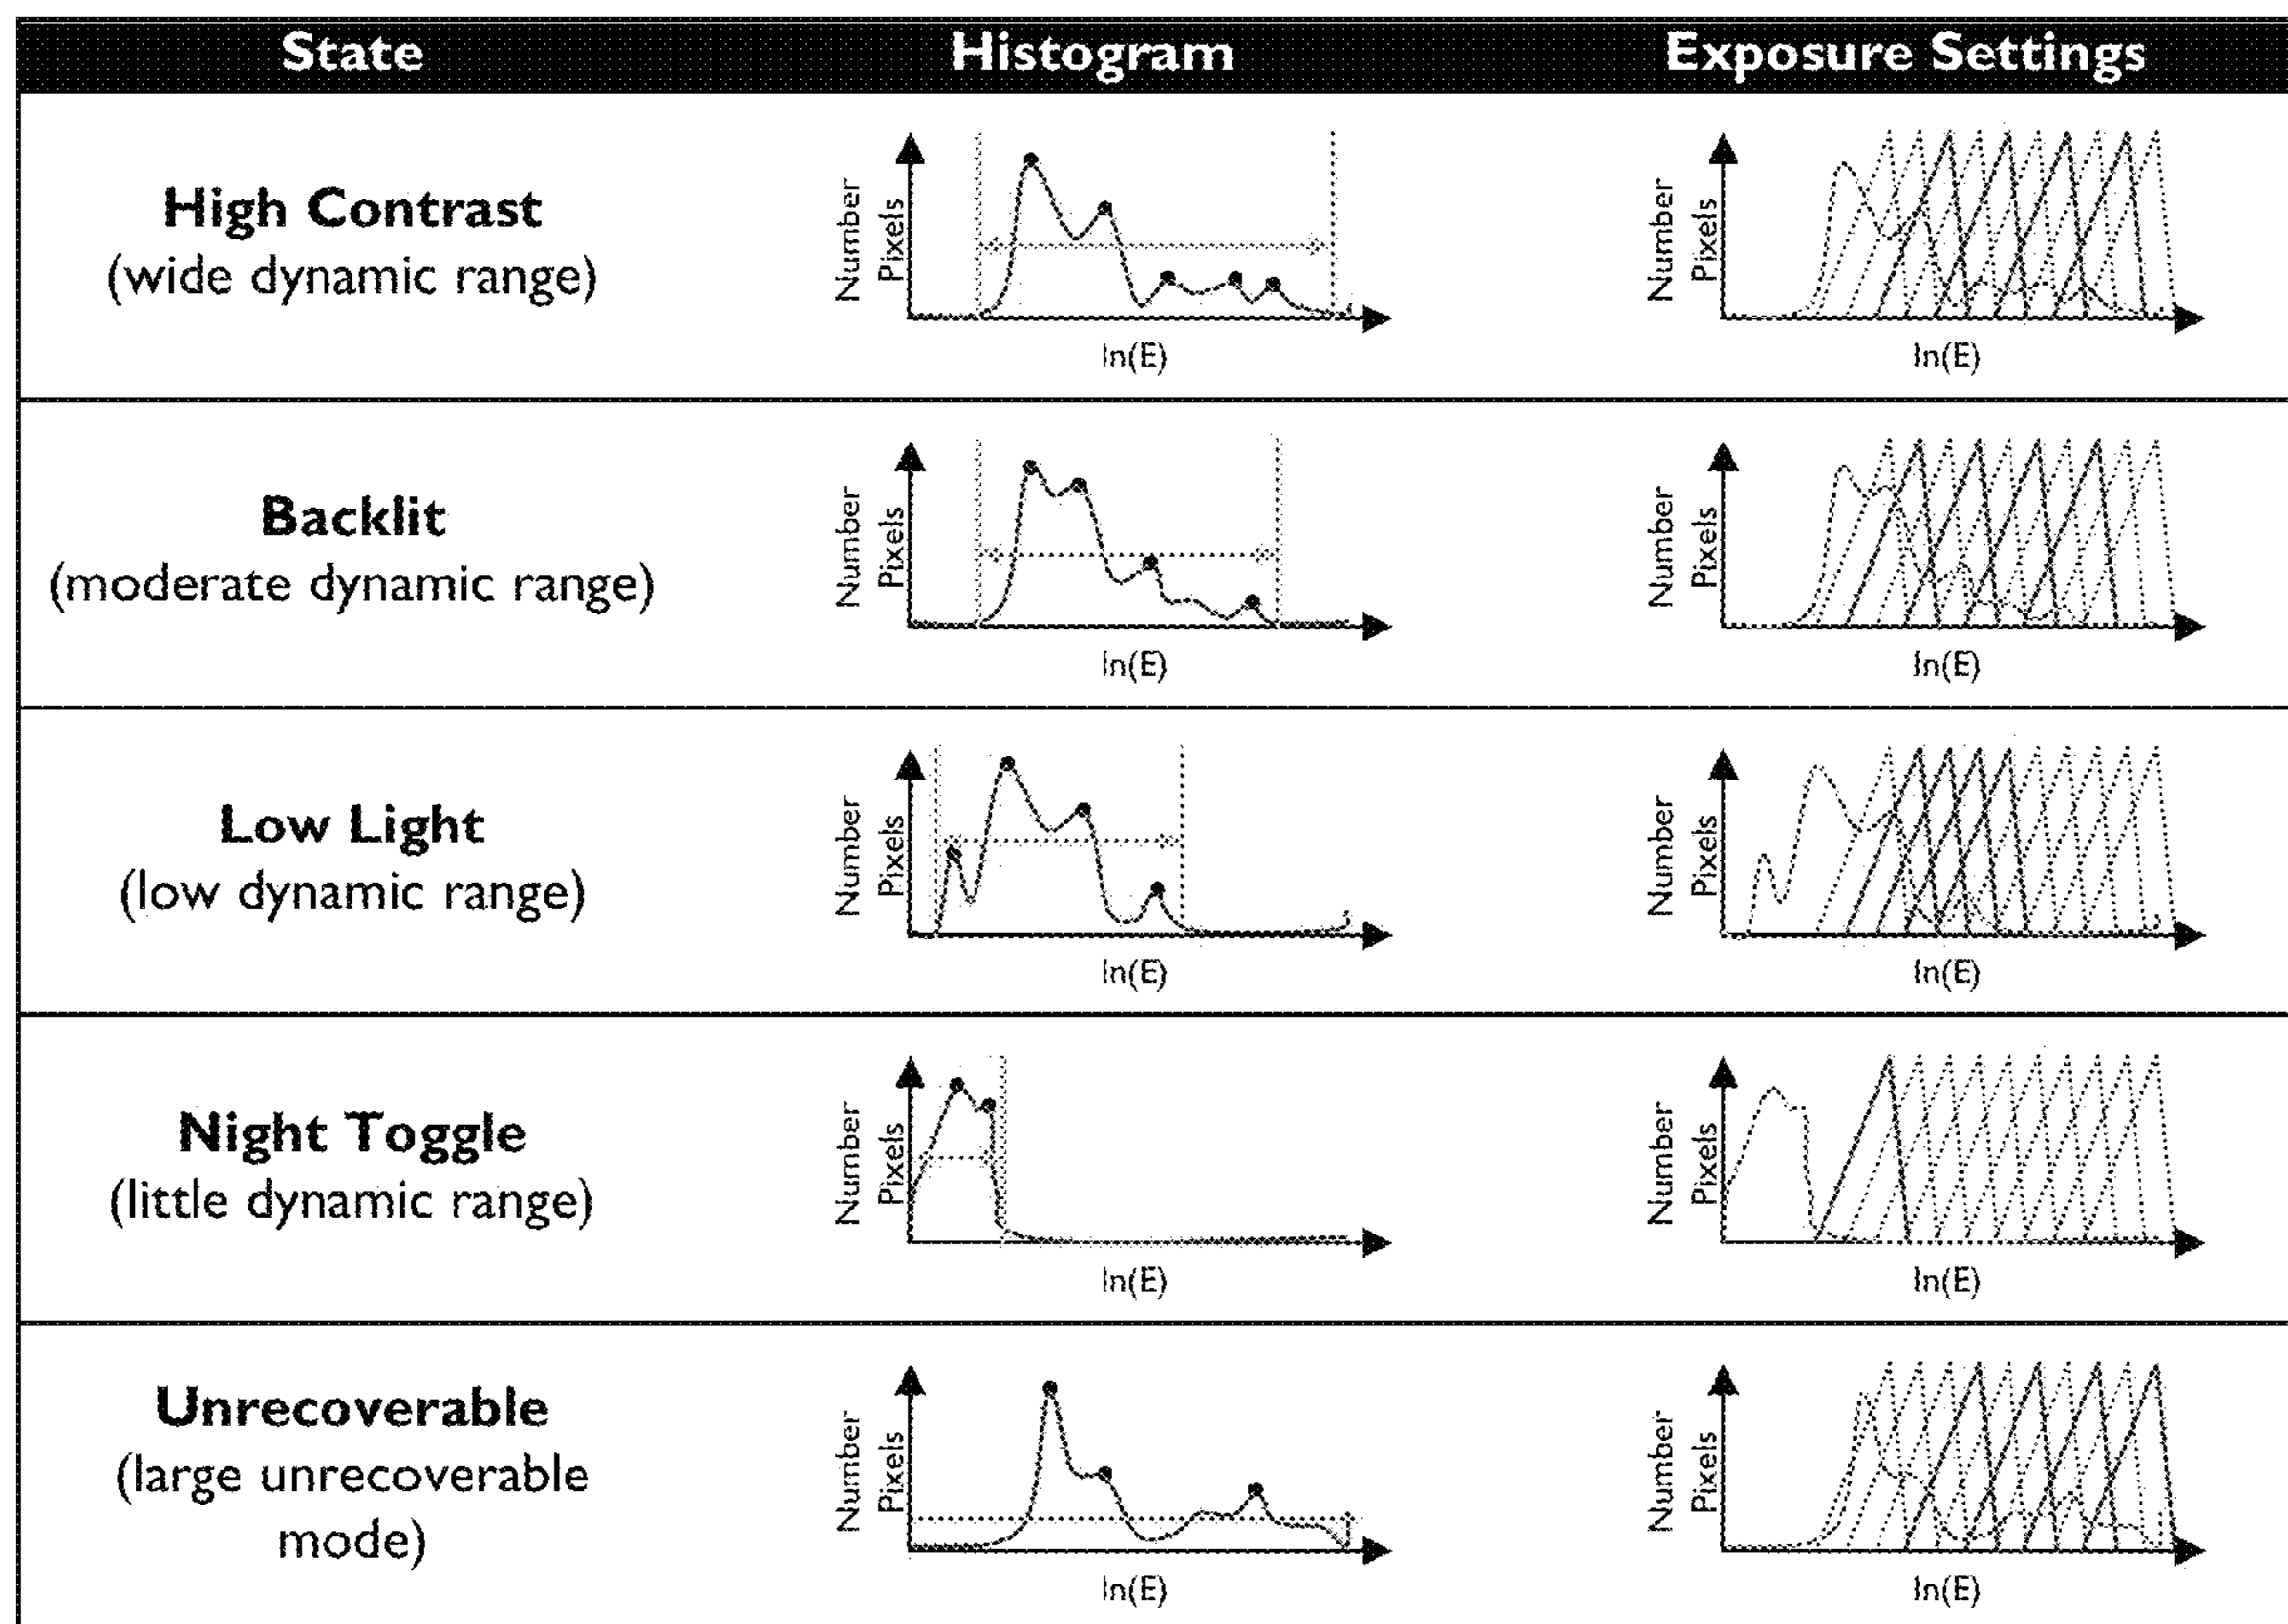 State Histogram Exposure Settings
High Contrast
(wide dynamic range)
Number
Pixels
ln(E)
Number
Pixels
ln(E)
Backlit
(moderate dynamic range)
Number
Pixels
ln(E)
Number
Pixels
ln(E)
Low Light
(low dynamic range)
Number
Pixels
ln(E)
Number
Pixels
ln(E)
Night Toggle
(little dynamic range)
Number
Pixels
ln(E)
Number
Pixels
ln(E)
Unrecoverable
(large unrecoverable
mode)
Number
Pixels
ln(E)
Number
Pixels
ln(E)